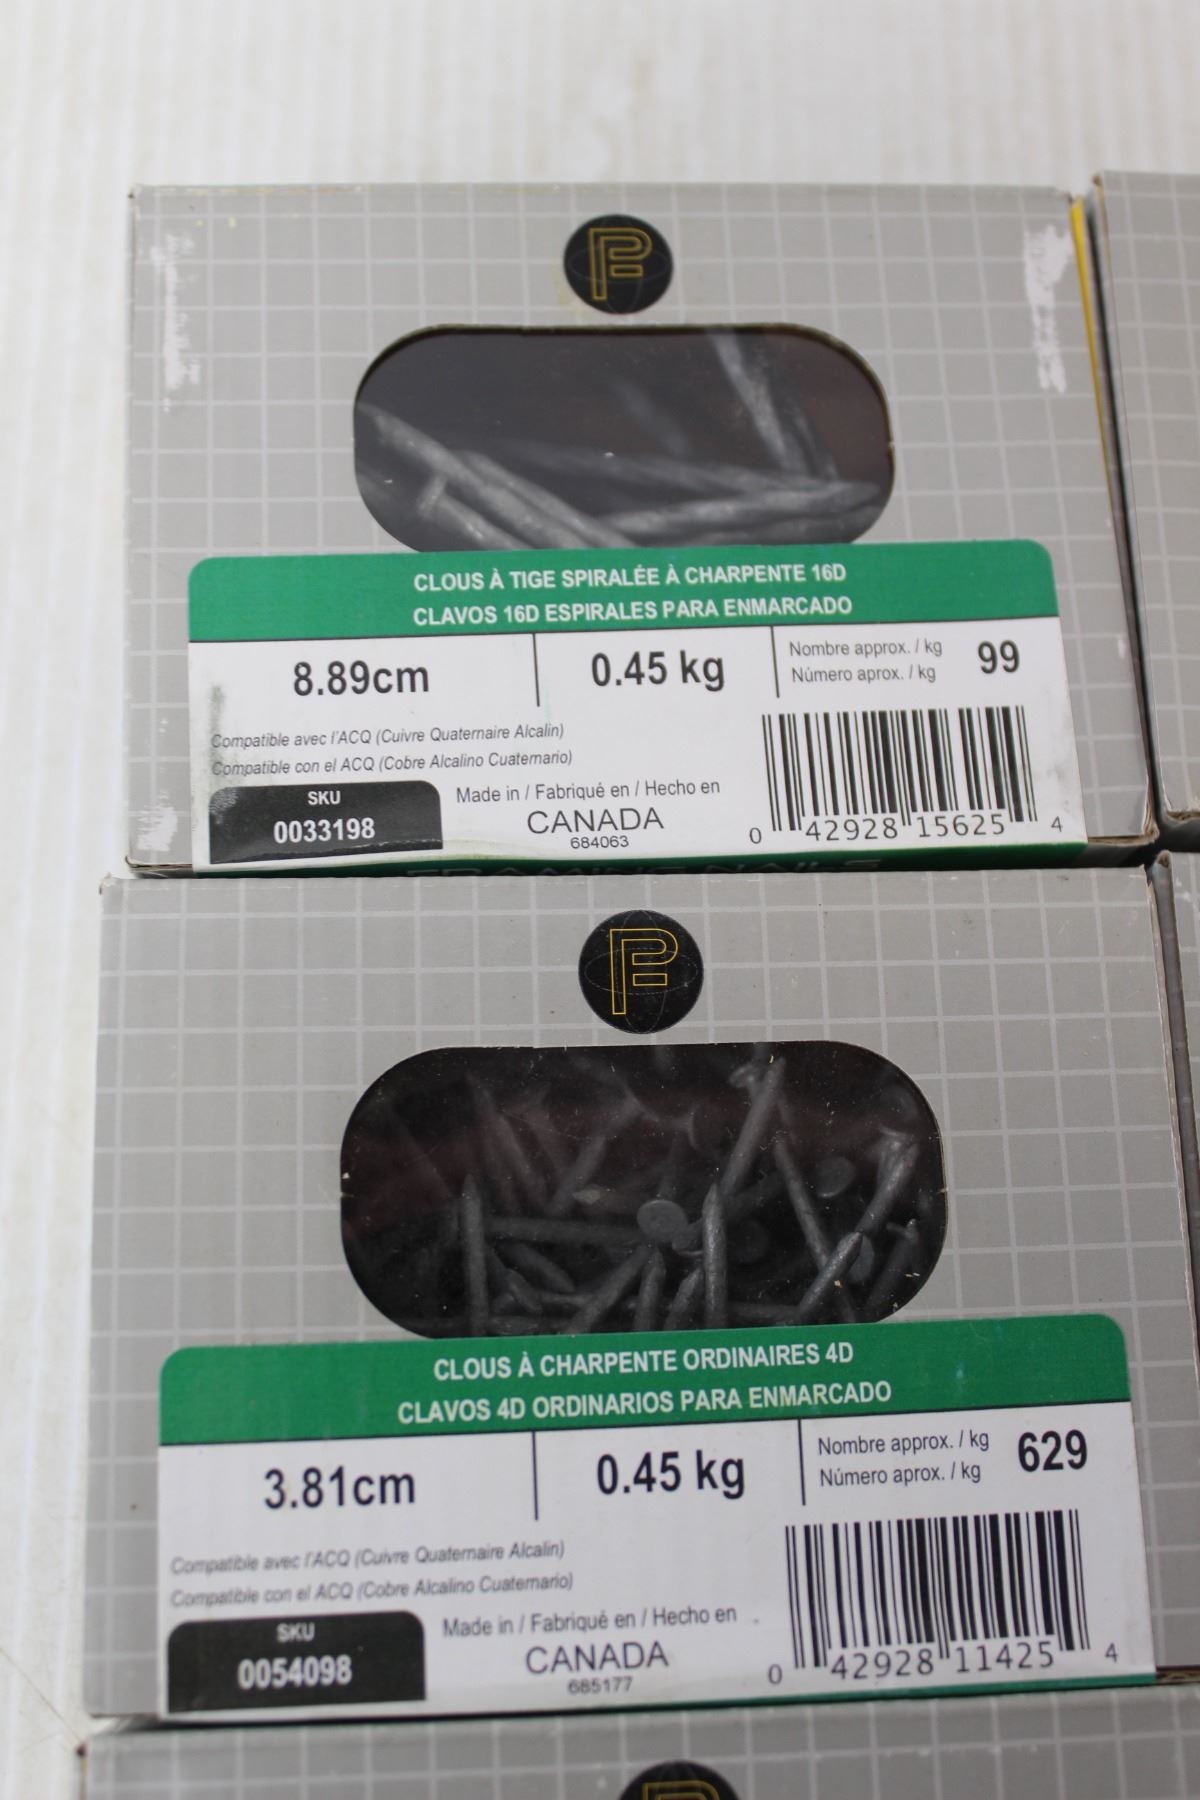 CLOUS À TIGE SPIRALÉE À CHARPENTE 16D
CLAVOS 16D ESPIRALES PARA ENMARCADO
8.89cm
0.45 kg
Nombre approx. / kg
Número aprox. / kg
99
Compatible avec l'ACQ (Cuivre Quaternaire Alcalin)
Compatible con el ACQ (Cobre Alcalino Cuaternario)
SKU
0033198
Made in / Fabriqué en / Hecho en
CANADA
684063
0 42928 15625 4
FRAMING NAILS
CLOUS À CHARPENTE ORDINAIRES 4D
CLAVOS 4D ORDINARIOS PARA ENMARCADO
3.81cm
0.45 kg
Nombre approx. / kg
Número aprox. / kg
629
Compatible avec l'ACQ (Cuivre Quaternaire Alcalin)
Compatible con el ACQ (Cobre Alcalino Cuaternario)
SKU
0054098
Made in / Fabriqué en / Hecho en
CANADA
685177
0 42928 11425 4